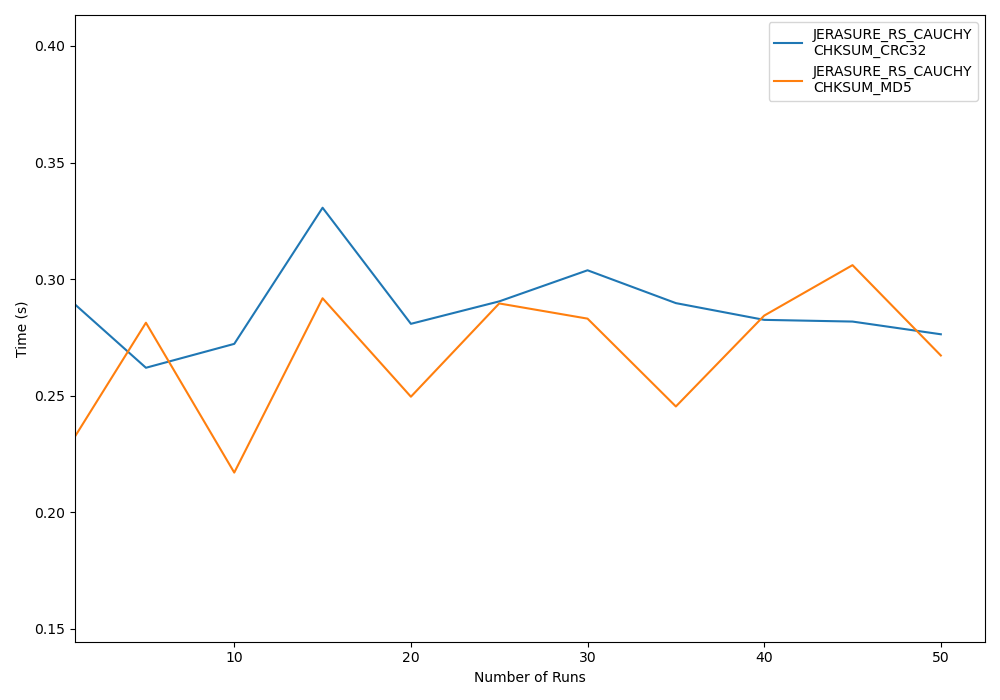 JERASURE_RS_CAUCHY
CHKSUM_CRC32
JERASURE_RS_CAUCHY
CHKSUM_MD5
0.40
0.35
0.30
0.25
0.20
0.15
Time (s)
10 20 30 40 50
Number of Runs